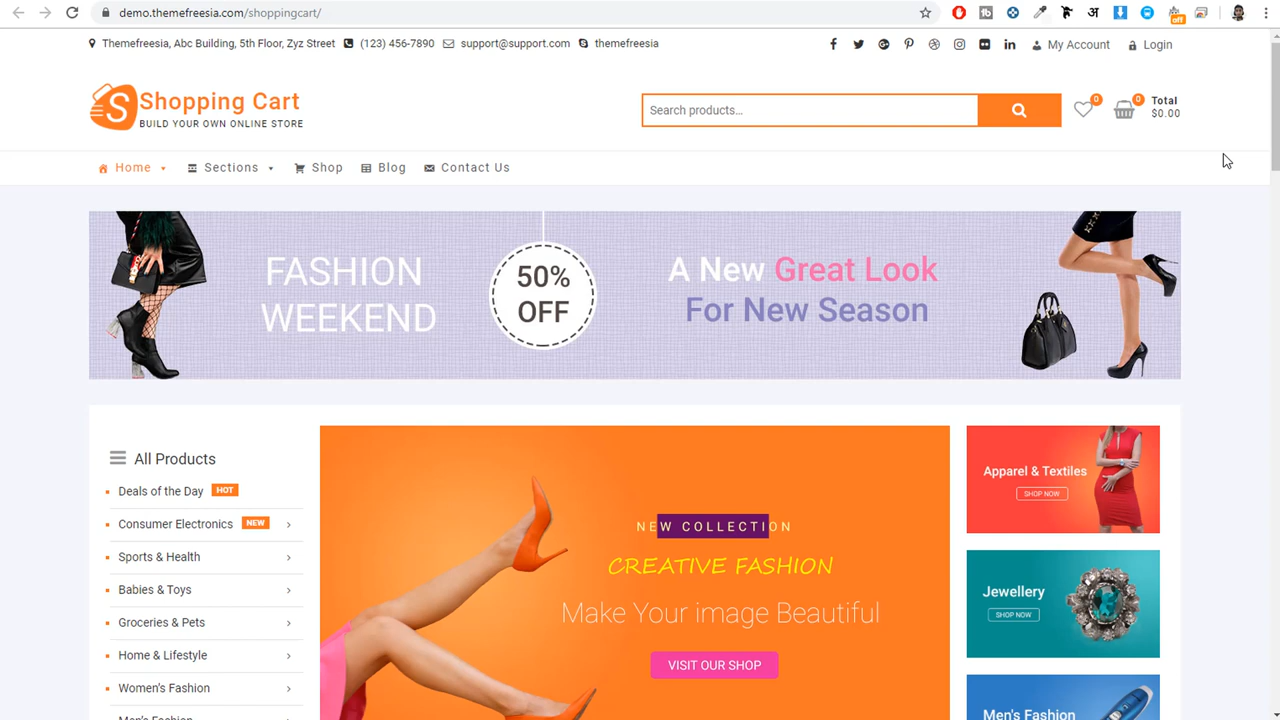 demo.themefreesia.com/shoppingcart/
off
Themefreesia, Abc Building, 5th Floor, Zyz Street (123) 456-7890 support@support.com themefreesia
My Account Login
Shopping Cart
BUILD YOUR OWN ONLINE STORE
Search products…
0
0
Total
$0.00
Home Sections Shop Blog Contact Us
FASHION
WEEKEND
50%
OFF
A New Great Look
For New Season
All Products
Deals of the Day HOT
Consumer Electronics NEW
Sports & Health
Babies & Toys
Groceries & Pets
Home & Lifestyle
Women's Fashion
Men's Fashion
NEW COLLECTION
CREATIVE FASHION
Make Your image Beautiful
VISIT OUR SHOP
Apparel & Textiles
SHOP NOW
Jewellery
SHOP NOW
Men's Fashion